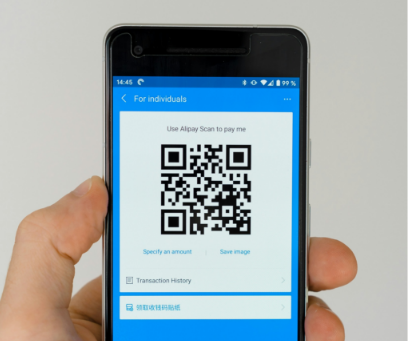 14:45
99 %
For individuals
Use Alipay Scan to pay me
Specify an amount
Save image
Transaction History
领取收钱码贴纸